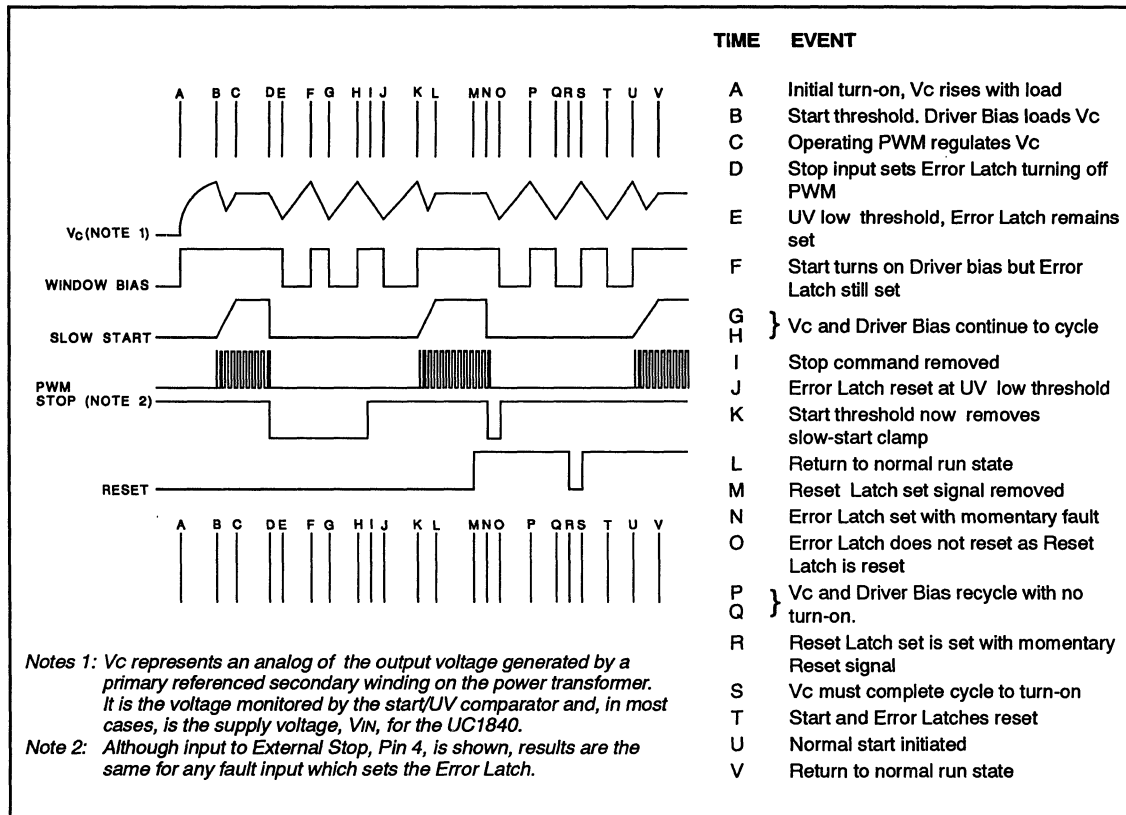 TIME EVENT
A B C D E F G H I J K L M N O P Q R S T U V
VC (NOTE 1)
WINDOW BIAS
SLOW START
PWM
STOP (NOTE 2)
RESET
A B C D E F G H I J K L M N O P Q R S T U V
Notes 1: Vc represents an analog of the output voltage generated by a
primary referenced secondary winding on the power transformer.
It is the voltage monitored by the start/UV comparator and, in most
cases, is the supply voltage, VIN, for the UC1840.
Note 2: Although input to External Stop, Pin 4, is shown, results are the
same for any fault input which sets the Error Latch.
A Initial turn-on, Vc rises with load
B Start threshold. Driver Bias loads Vc
C Operating PWM regulates Vc
D Stop input sets Error Latch turning off
PWM
E UV low threshold, Error Latch remains
set
F Start turns on Driver bias but Error
Latch still set
G
H } Vc and Driver Bias continue to cycle
I Stop command removed
J Error Latch reset at UV low threshold
K Start threshold now removes
slow-start clamp
L Return to normal run state
M Reset Latch set signal removed
N Error Latch set with momentary fault
O Error Latch does not reset as Reset
Latch is reset
P Vc and Driver Bias recycle with no
Q } turn-on.
R Reset Latch set is set with momentary
Reset signal
S Vc must complete cycle to turn-on
T Start and Error Latches reset
U Normal start initiated
V Return to normal run state